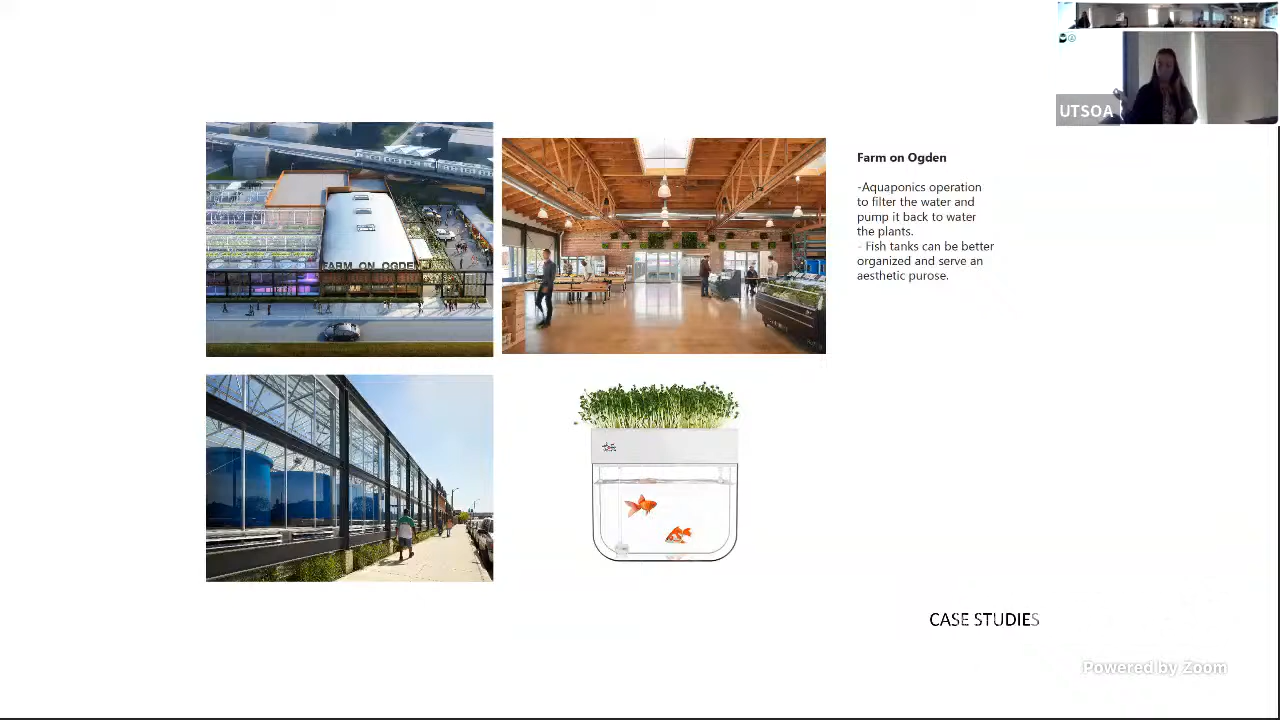 UTSOA
Farm on Ogden
-Aquaponics operation
to filter the water and
pump it back to water
the plants.
- Fish tanks can be better
organized and serve an
aesthetic purose.
FARM ON OGDEN
CASE STUDIES
Powered by Zoom